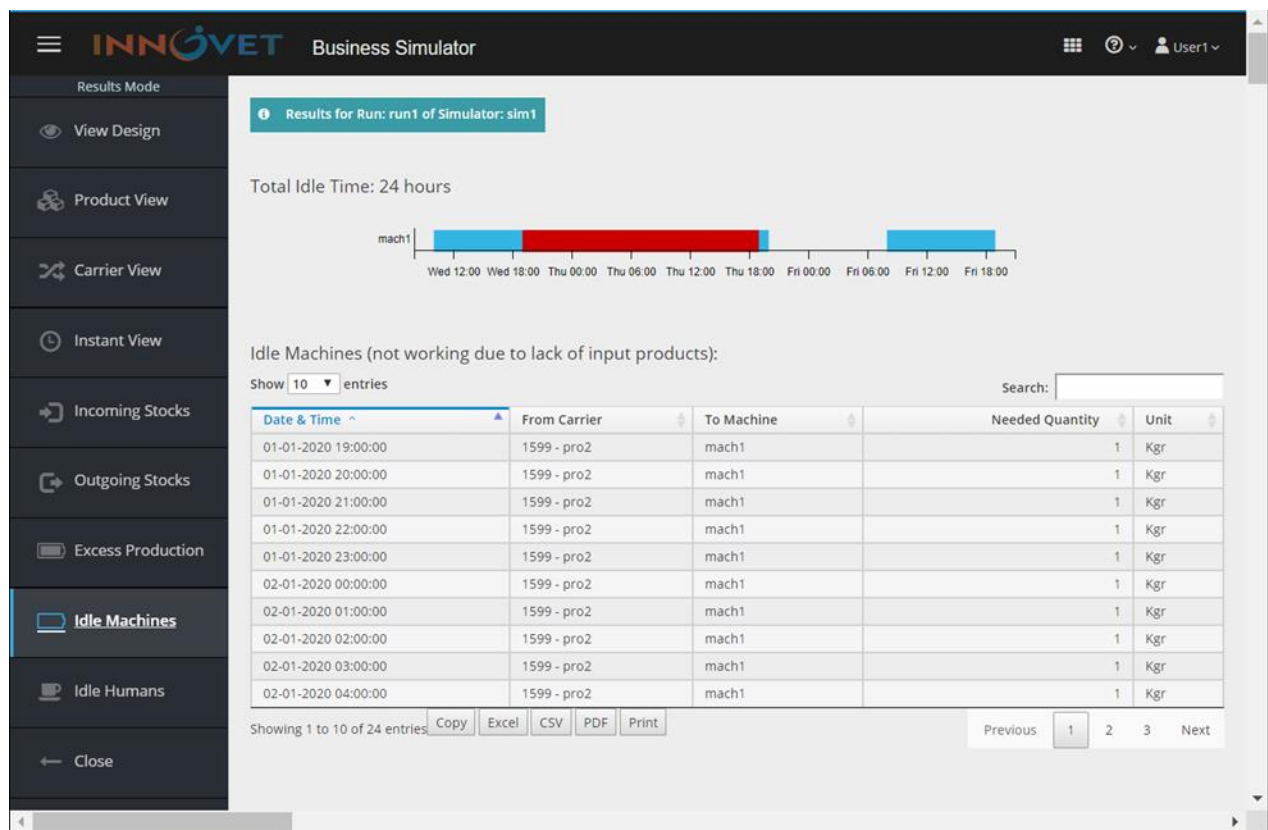 INNOVET Business Simulator User1
Results Mode
View Design
Product View
Carrier View
Instant View
Incoming Stocks
Outgoing Stocks
Excess Production
Idle Machines
Idle Humans
Close
Results for Run: run1 of Simulator: sim1
Total Idle Time: 24 hours
mach1
Wed 12:00 Wed 18:00 Thu 00:00 Thu 06:00 Thu 12:00 Thu 18:00 Fri 00:00 Fri 06:00 Fri 12:00 Fri 18:00
Idle Machines (not working due to lack of input products):
Show 10 entries Search:
Date & Time From Carrier To Machine Needed Quantity Unit
01-01-2020 19:00:00 1599 - pro2 mach1 1 Kgr
01-01-2020 20:00:00 1599 - pro2 mach1 1 Kgr
01-01-2020 21:00:00 1599 - pro2 mach1 1 Kgr
01-01-2020 22:00:00 1599 - pro2 mach1 1 Kgr
01-01-2020 23:00:00 1599 - pro2 mach1 1 Kgr
02-01-2020 00:00:00 1599 - pro2 mach1 1 Kgr
02-01-2020 01:00:00 1599 - pro2 mach1 1 Kgr
02-01-2020 02:00:00 1599 - pro2 mach1 1 Kgr
02-01-2020 03:00:00 1599 - pro2 mach1 1 Kgr
02-01-2020 04:00:00 1599 - pro2 mach1 1 Kgr
Showing 1 to 10 of 24 entries Copy Excel CSV PDF Print Previous 1 2 3 Next